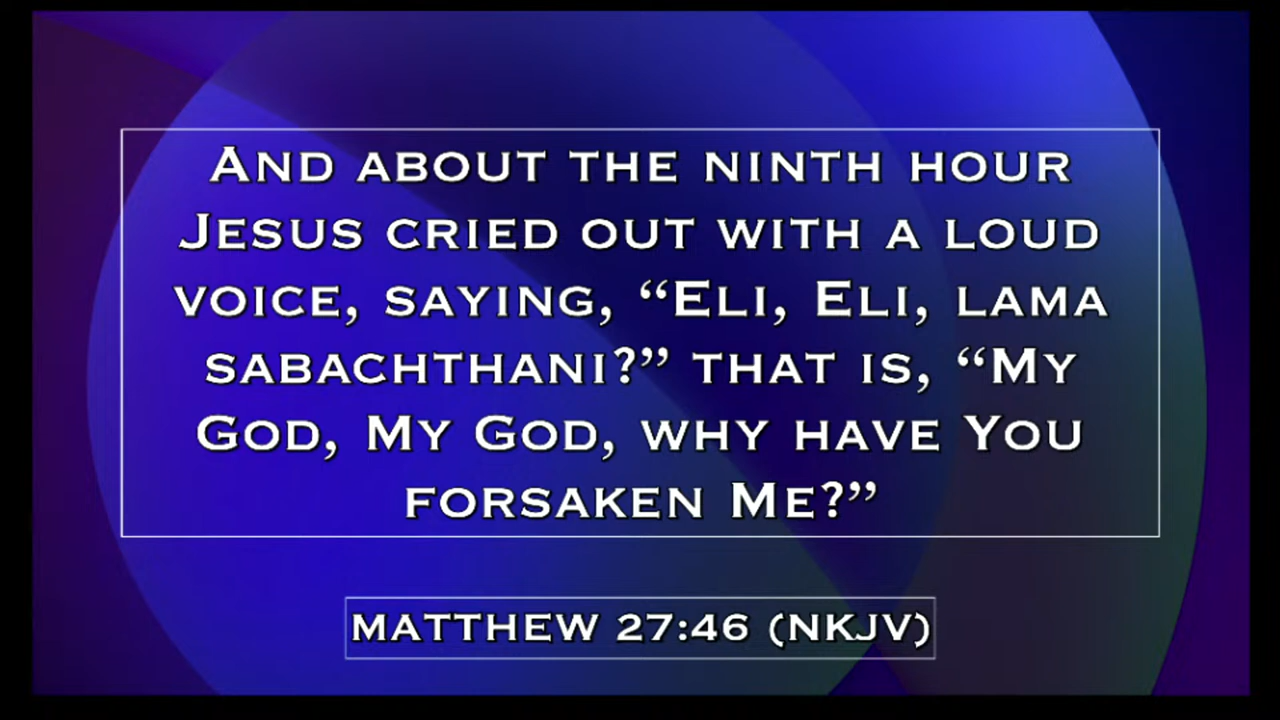 And about the ninth hour
Jesus cried out with a loud
voice, saying, “Eli, Eli, lama
sabachthani?” that is, “My
God, My God, why have You
forsaken Me?”
Matthew 27:46 (NKJV)